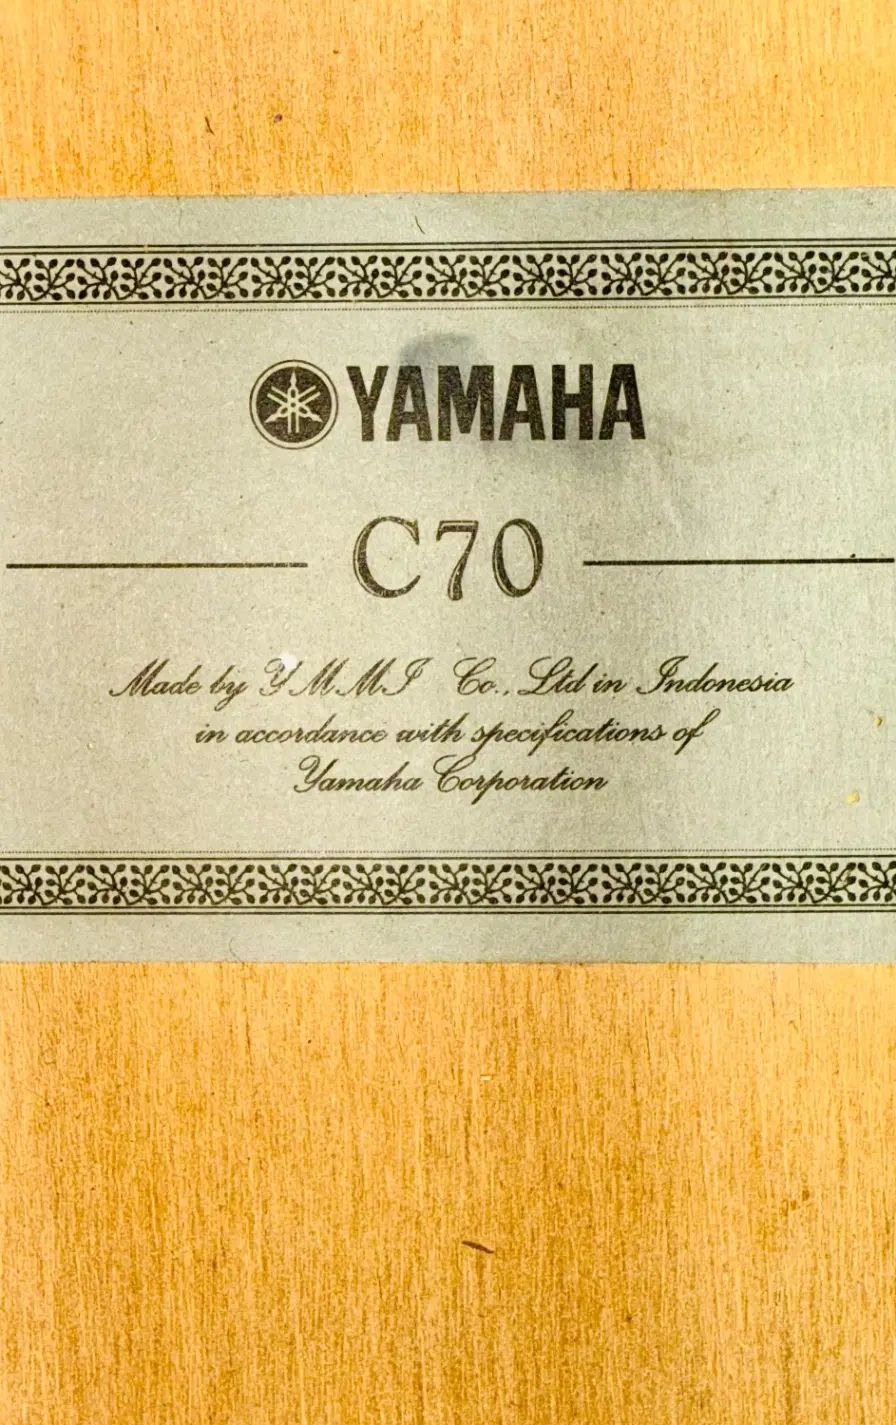 YAMAHA
C70
Made by YMMI Co., Ltd in Indonesia
in accordance with specifications of
Yamaha Corporation